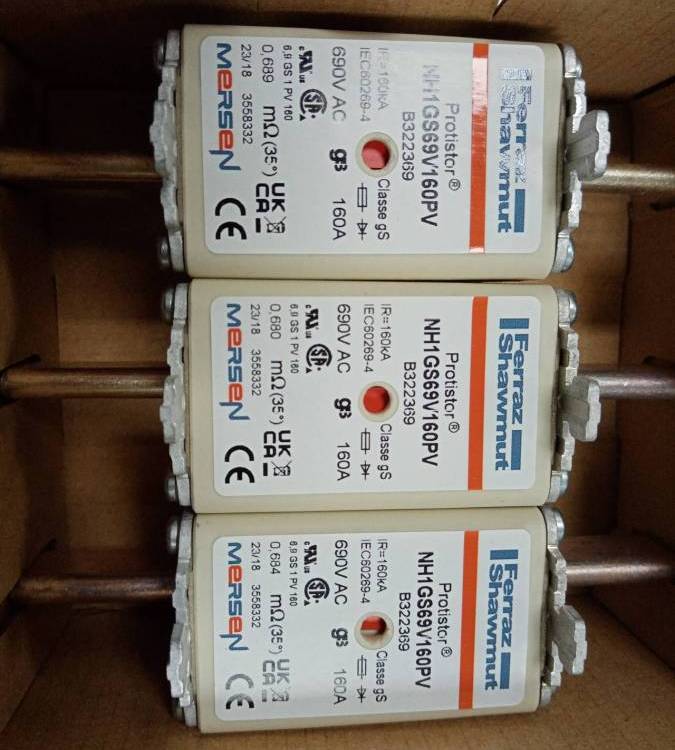 Ferraz
Shawmut
Protistor®
NH1GS69V160PV
B322369
IR=160kA Classe gS
IEC60269-4
690V AC 160A
6,9 GS 1 PV 160
0,689 mΩ(35°) UK
CA CE
23/18 3558332
MERSEN
Ferraz
Shawmut
Protistor®
NH1GS69V160PV
B322369
IR=160kA Classe gS
IEC60269-4
690V AC 160A
6,9 GS 1 PV 160
0,680 mΩ(35°) UK
CA CE
23/18 3558332
MERSEN
Ferraz
Shawmut
Protistor®
NH1GS69V160PV
B322369
IR=160kA Classe gS
IEC60269-4
690V AC 160A
6,9 GS 1 PV 160
0,684 mΩ(35°) UK
CA CE
23/18 3558332
MERSEN